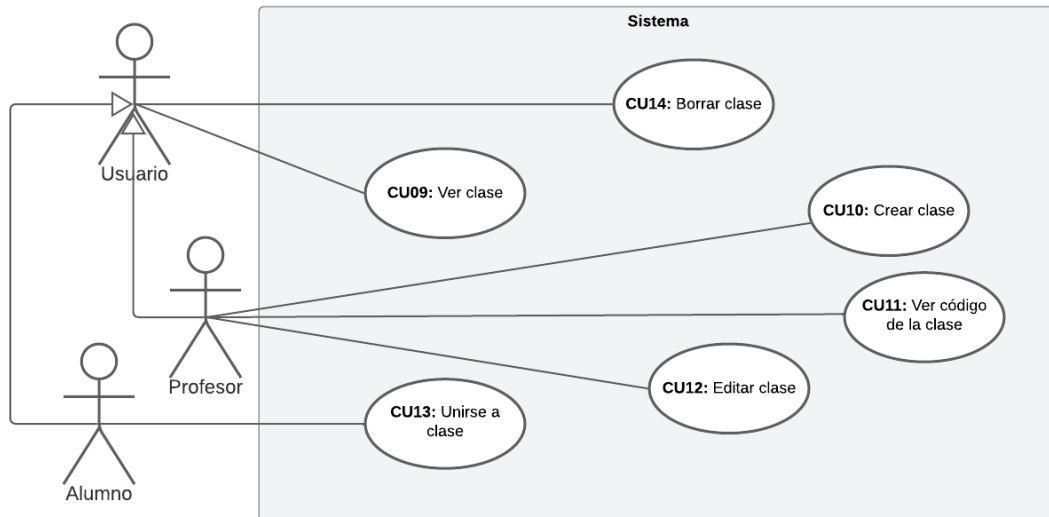 Sistema
CU14: Borrar clase
Usuario
CU09: Ver clase
CU10: Crear clase
CU11: Ver código
de la clase
Profesor
CU12: Editar clase
CU13: Unirse a
clase
Alumno